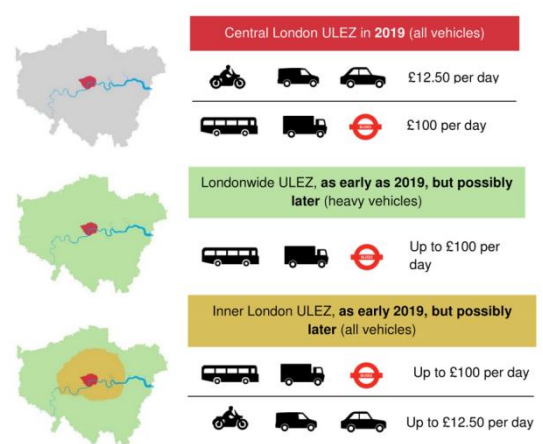 Central London ULEZ in 2019 (all vehicles)
£12.50 per day
£100 per day
Londonwide ULEZ, as early as 2019, but possibly
later (heavy vehicles)
Up to £100 per
day
Inner London ULEZ, as early 2019, but possibly
later (all vehicles)
Up to £100 per day
Up to £12.50 per day